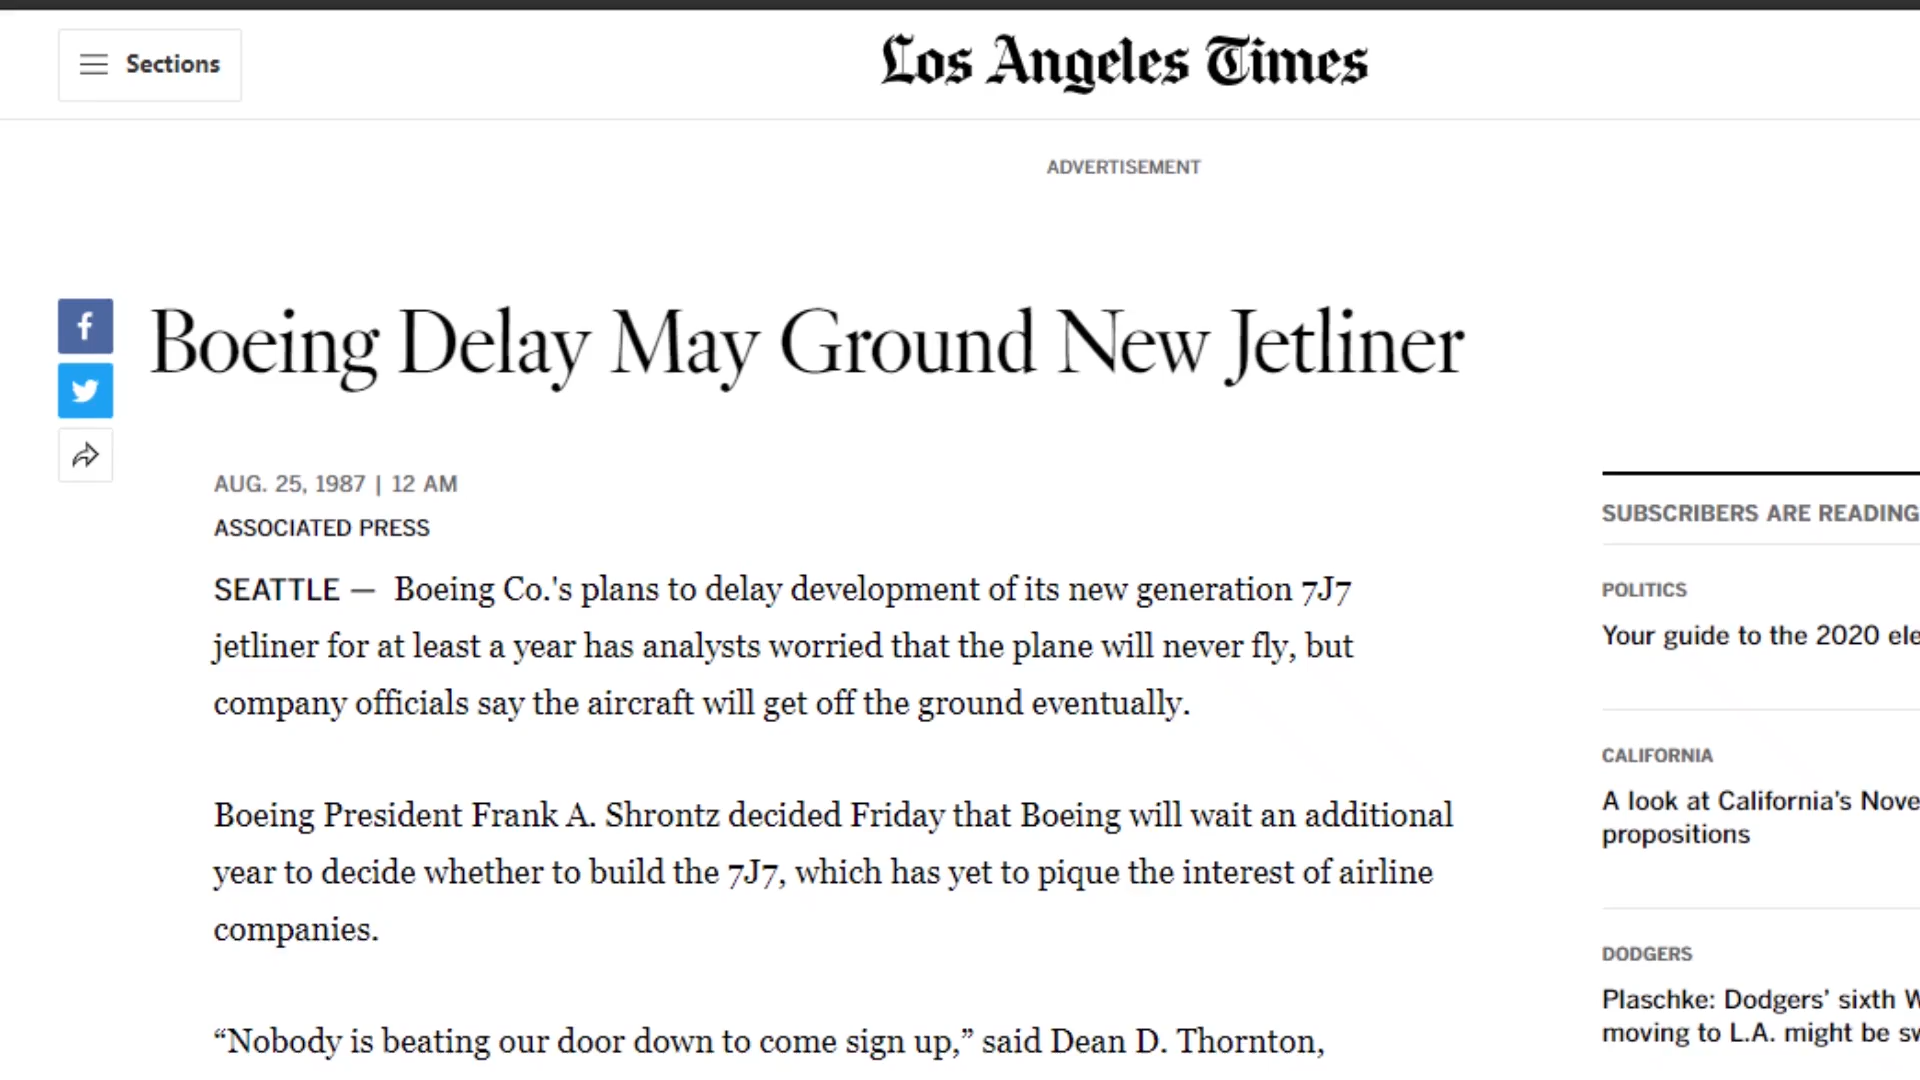 Sections
Los Angeles Times
ADVERTISEMENT
Boeing Delay May Ground New Jetliner
AUG. 25, 1987 | 12 AM
ASSOCIATED PRESS
SEATTLE — Boeing Co.'s plans to delay development of its new generation 7J7
jetliner for at least a year has analysts worried that the plane will never fly, but
company officials say the aircraft will get off the ground eventually.
Boeing President Frank A. Shrontz decided Friday that Boeing will wait an additional
year to decide whether to build the 7J7, which has yet to pique the interest of airline
companies.
“Nobody is beating our door down to come sign up,” said Dean D. Thornton,
SUBSCRIBERS ARE READING
POLITICS
Your guide to the 2020 ele
CALIFORNIA
A look at California’s Nove
propositions
DODGERS
Plaschke: Dodgers’ sixth W
moving to L.A. might be sw